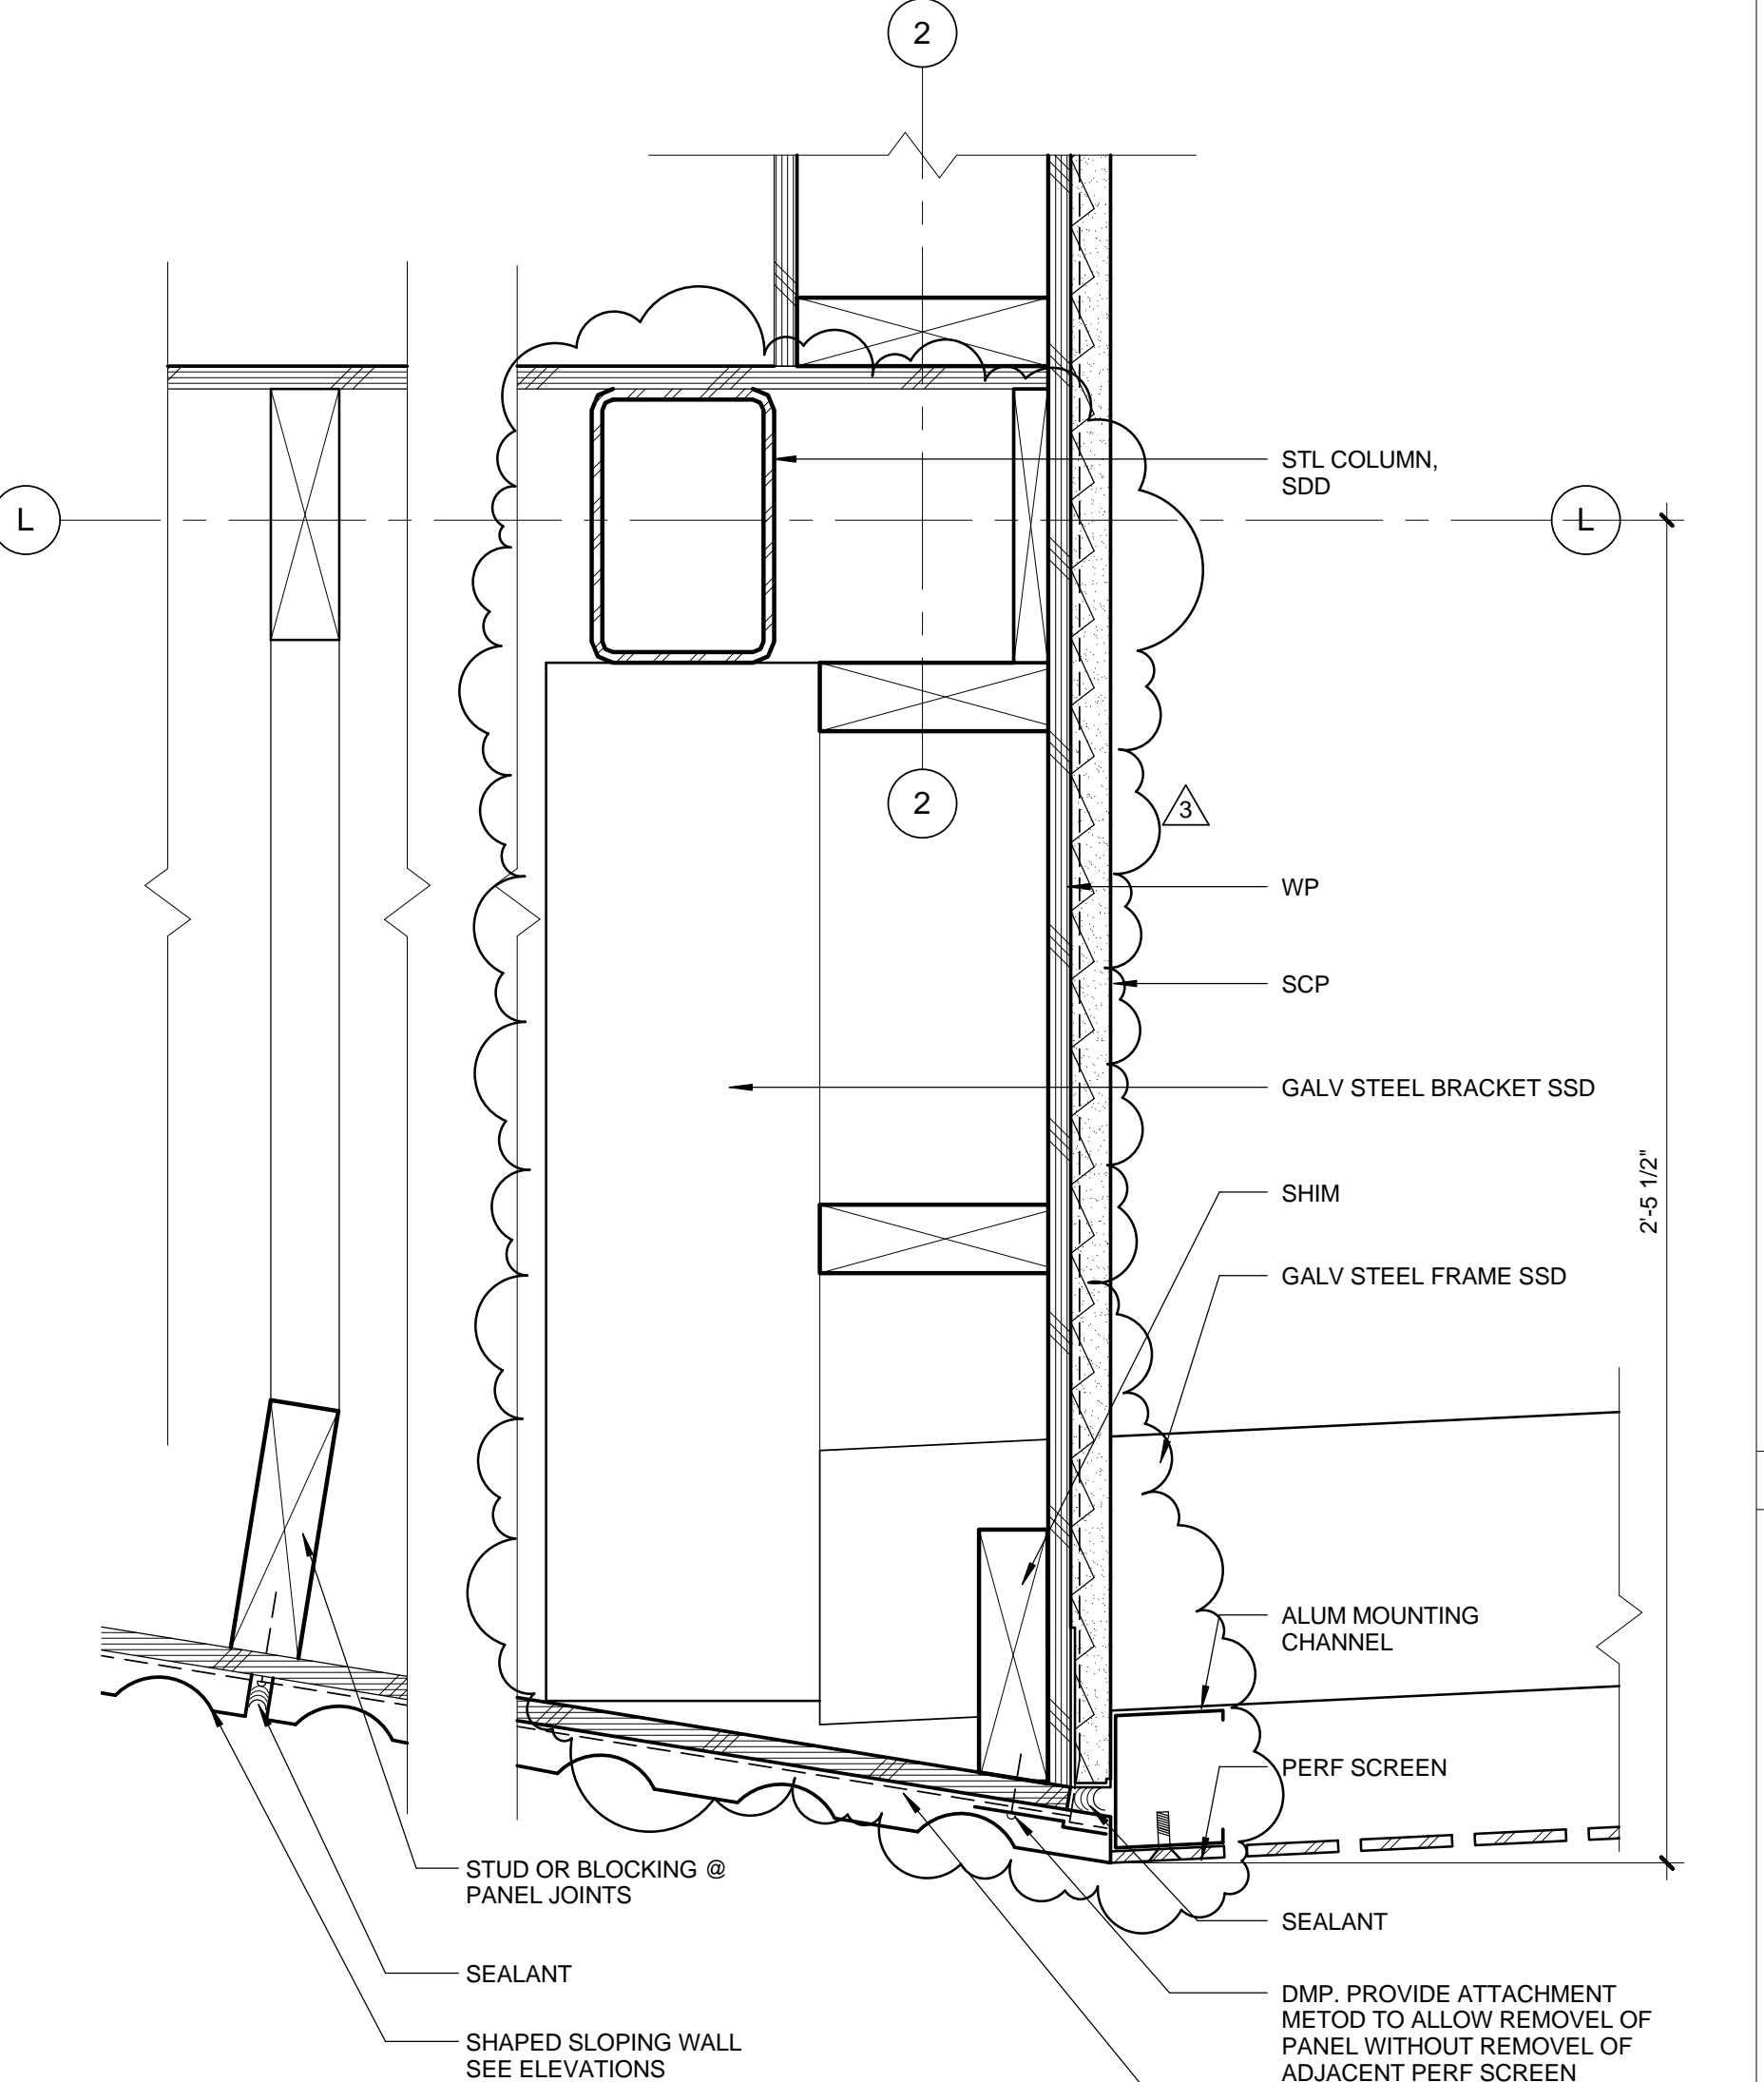 2
STL COLUMN,
SDD
L
L
2
3
WP
SCP
GALV STEEL BRACKET SSD
2'-5 1/2"
SHIM
GALV STEEL FRAME SSD
ALUM MOUNTING
CHANNEL
PERF SCREEN
STUD OR BLOCKING @
PANEL JOINTS
SEALANT
SEALANT
DMP. PROVIDE ATTACHMENT
METOD TO ALLOW REMOVEL OF
PANEL WITHOUT REMOVEL OF
ADJACENT PERF SCREEN
SHAPED SLOPING WALL
SEE ELEVATIONS